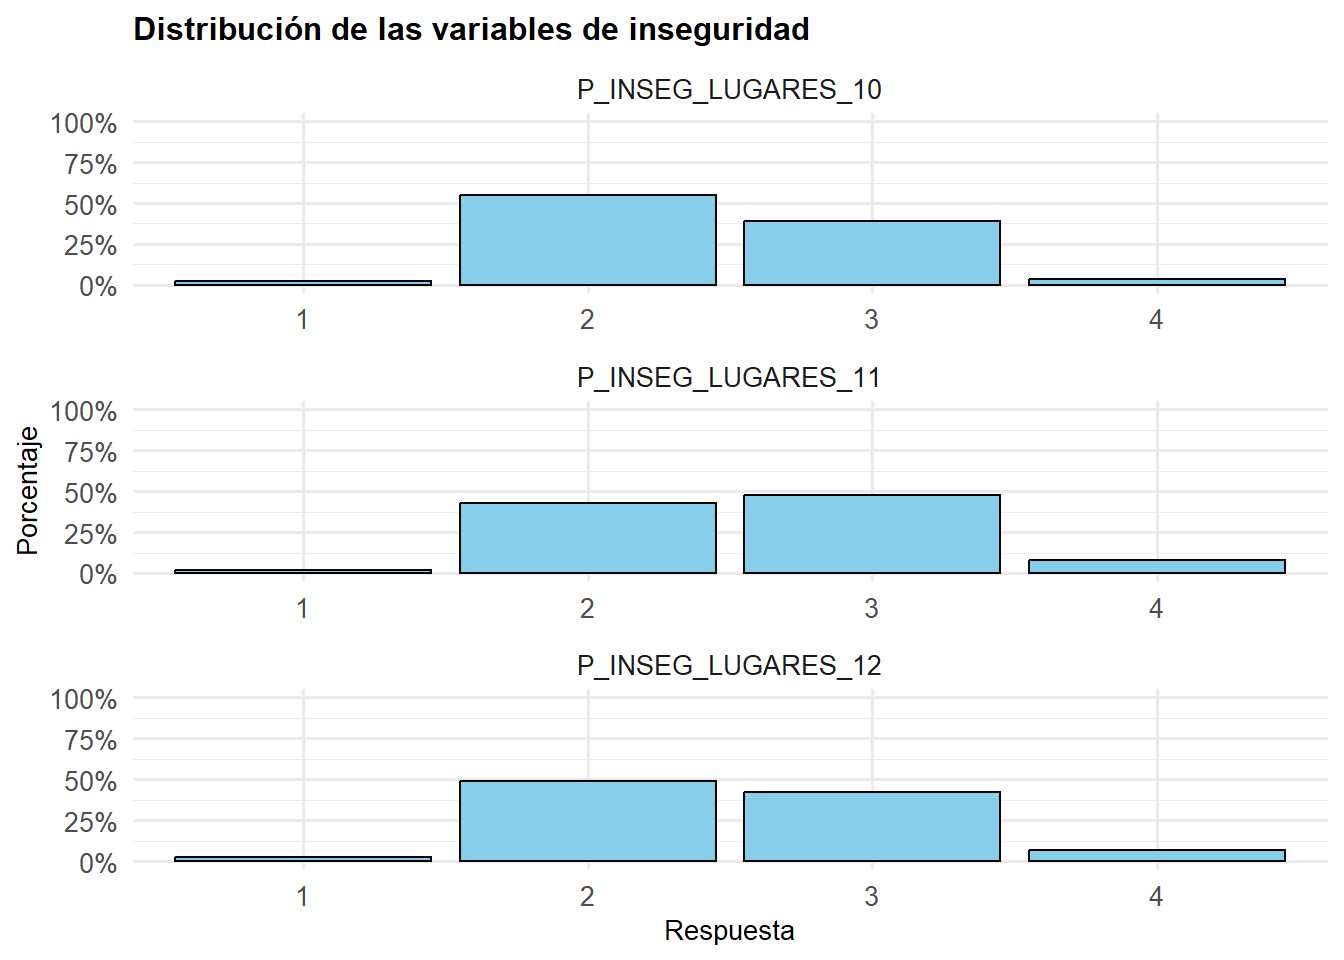 Distribución de las variables de inseguridad
P_INSEG_LUGARES_10
100%
75%
50%
25%
0%
1 2 3 4
P_INSEG_LUGARES_11
100%
75%
50%
25%
0%
1 2 3 4
Porcentaje
P_INSEG_LUGARES_12
100%
75%
50%
25%
0%
1 2 3 4
Respuesta